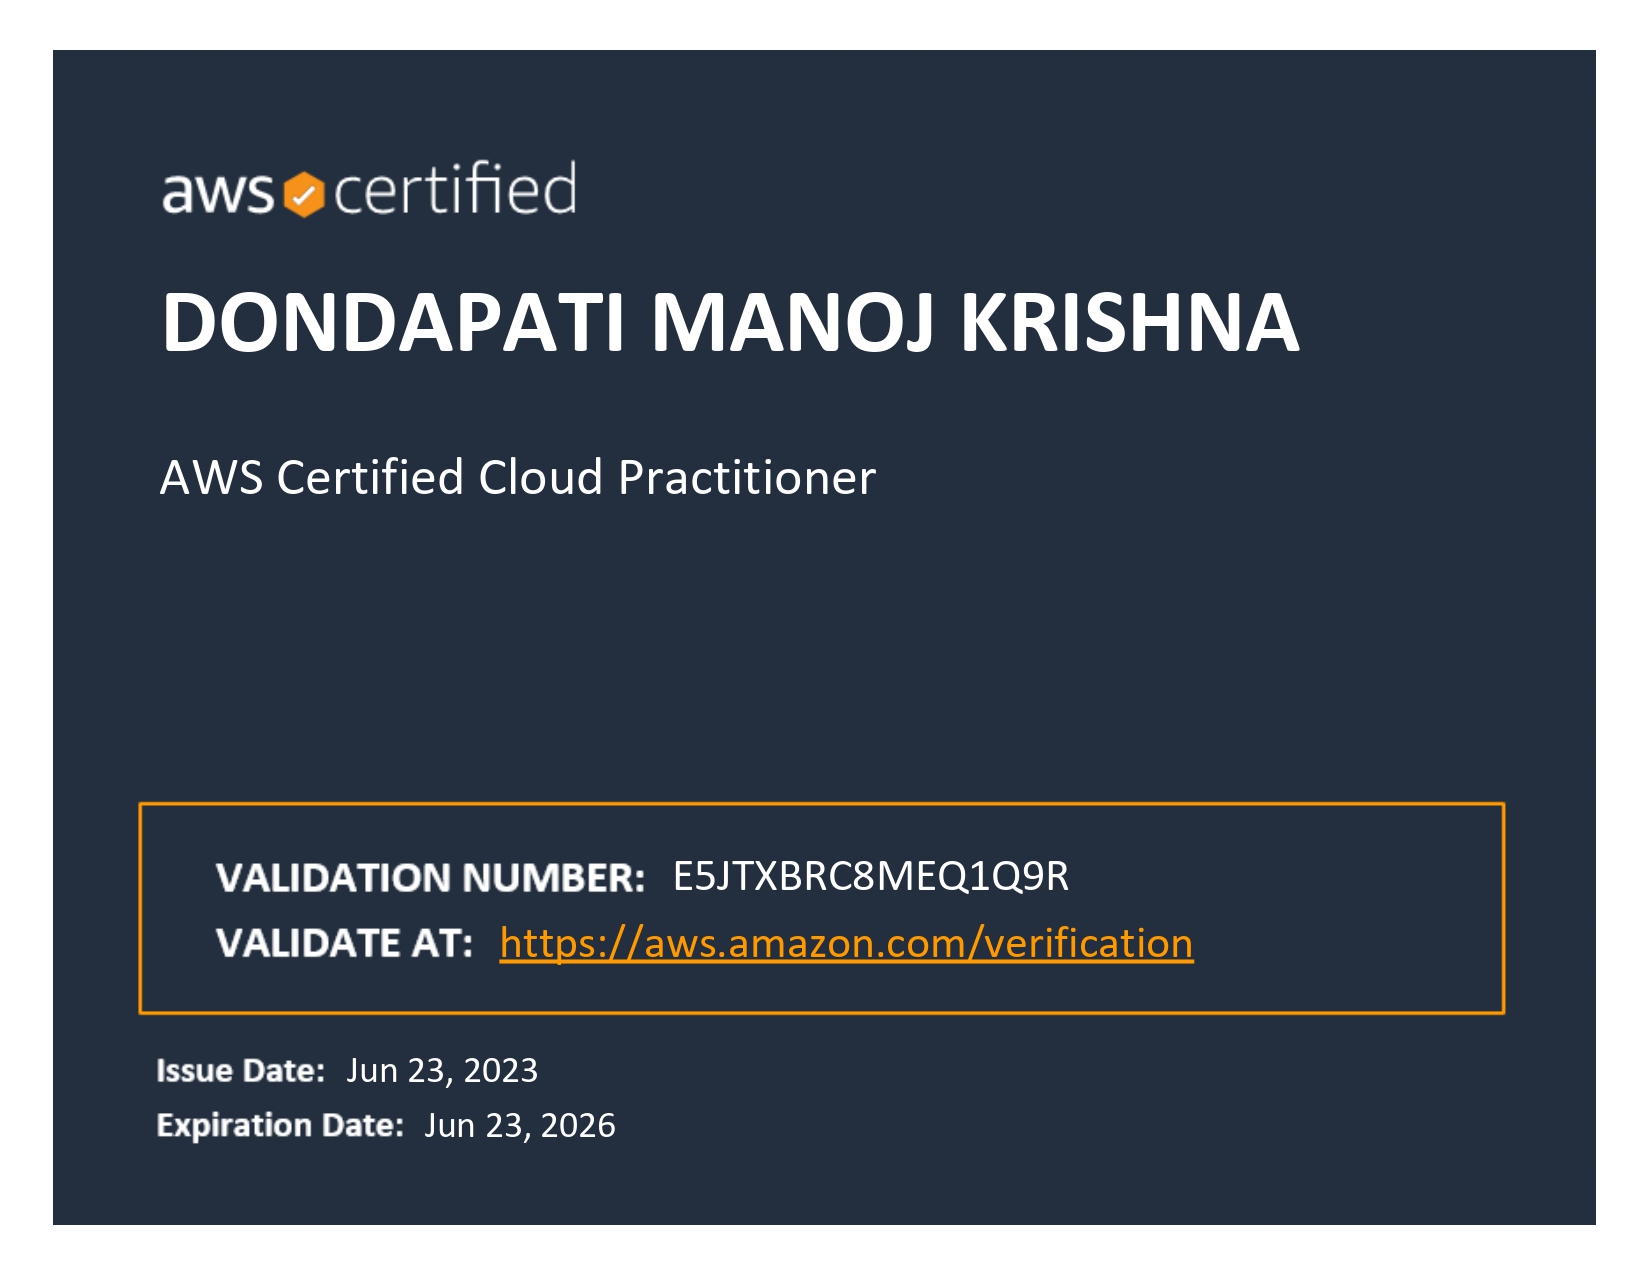 aws certified
DONDAPATI MANOJ KRISHNA
AWS Certified Cloud Practitioner
VALIDATION NUMBER: E5JTXBRC8MEQ1Q9R
VALIDATE AT: https://aws.amazon.com/verification
Issue Date: Jun 23, 2023
Expiration Date: Jun 23, 2026